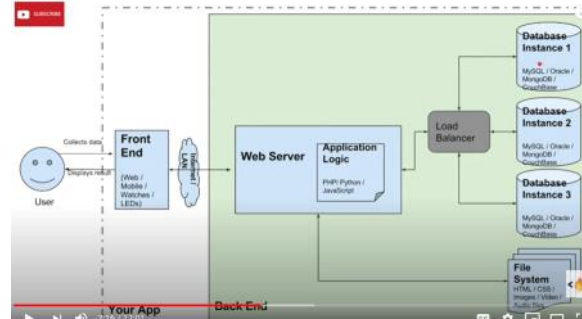 SUBSCRIBE
Collects data
Displays result
User
Front
End
(Web /
Mobile /
Watches /
LEDs)
Internet /
LAN
Web Server
Application
Logic
PHP/ Python /
JavaScript
Load
Balancer
Database
Instance 1
MySQL / Oracle /
MongoDB /
CouchBase
Database
Instance 2
MySQL / Oracle /
MongoDB /
CouchBase
Database
Instance 3
MySQL / Oracle /
MongoDB /
CouchBase
File
System
HTML / CSS /
Images / Video /
Audio files
Your App
Back End